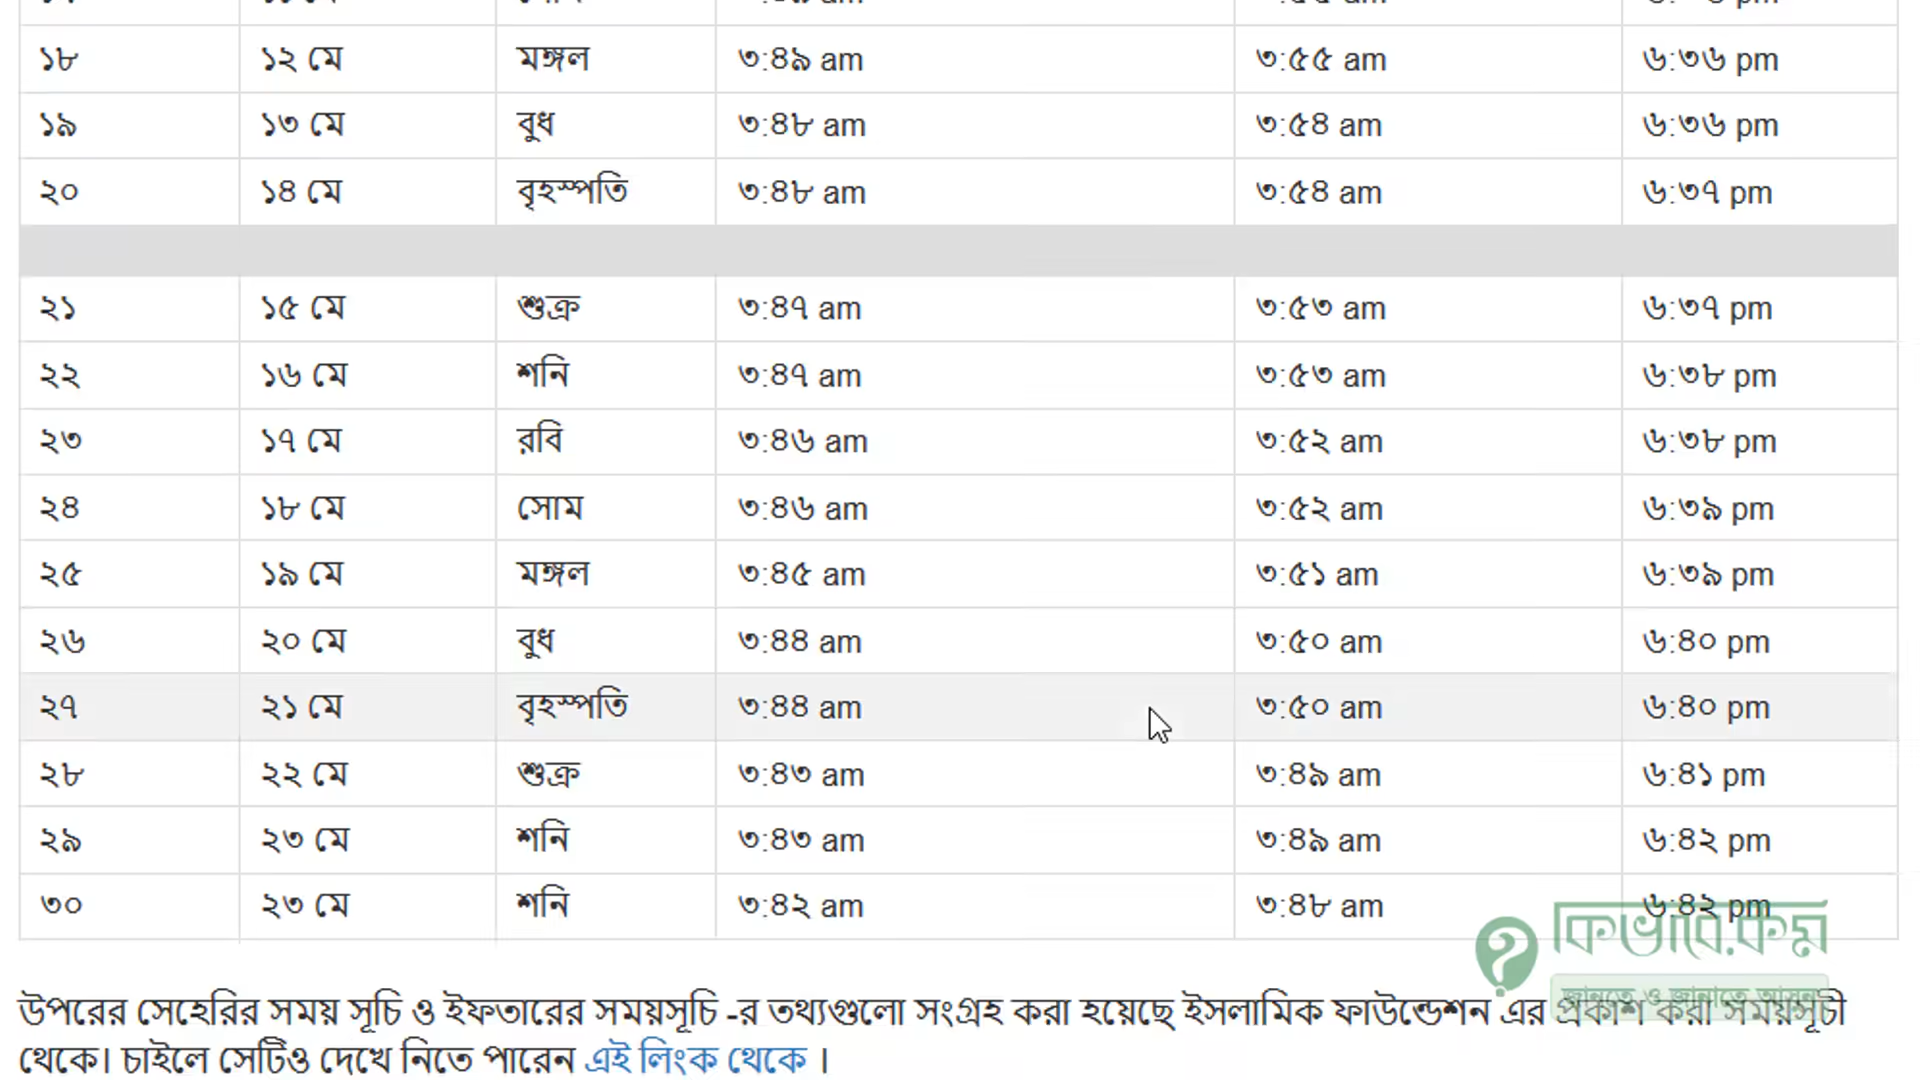 ১৮ ১২ মে মঙ্গল ৩:৪৯ am ৩:৫৫ am ৬:৩৬ pm
১৯ ১৩ মে বুধ ৩:৪৮ am ৩:৫৪ am ৬:৩৬ pm
২০ ১৪ মে বৃহস্পতি ৩:৪৮ am ৩:৫৪ am ৬:৩৭ pm
২১ ১৫ মে শুক্র ৩:৪৭ am ৩:৫৩ am ৬:৩৭ pm
২২ ১৬ মে শনি ৩:৪৭ am ৩:৫৩ am ৬:৩৮ pm
২৩ ১৭ মে রবি ৩:৪৬ am ৩:৫২ am ৬:৩৮ pm
২৪ ১৮ মে সোম ৩:৪৬ am ৩:৫২ am ৬:৩৯ pm
২৫ ১৯ মে মঙ্গল ৩:৪৫ am ৩:৫১ am ৬:৩৯ pm
২৬ ২০ মে বুধ ৩:৪৪ am ৩:৫০ am ৬:৪০ pm
২৭ ২১ মে বৃহস্পতি ৩:৪৪ am ৩:৫০ am ৬:৪০ pm
২৮ ২২ মে শুক্র ৩:৪৩ am ৩:৪৯ am ৬:৪১ pm
২৯ ২৩ মে শনি ৩:৪৩ am ৩:৪৯ am ৬:৪২ pm
৩০ ২৩ মে শনি ৩:৪২ am ৩:৪৮ am ৬:৪২ pm
কিভাবে.কম
জানতে ও জানাতে আসুন
উপরের সেহেরির সময় সূচি ও ইফতারের সময়সূচি -র তথ্যগুলো সংগ্রহ করা হয়েছে ইসলামিক ফাউন্ডেশন এর প্রকাশ করা সময়সূচী
থেকে। চাইলে সেটিও দেখে নিতে পারেন এই লিংক থেকে ।